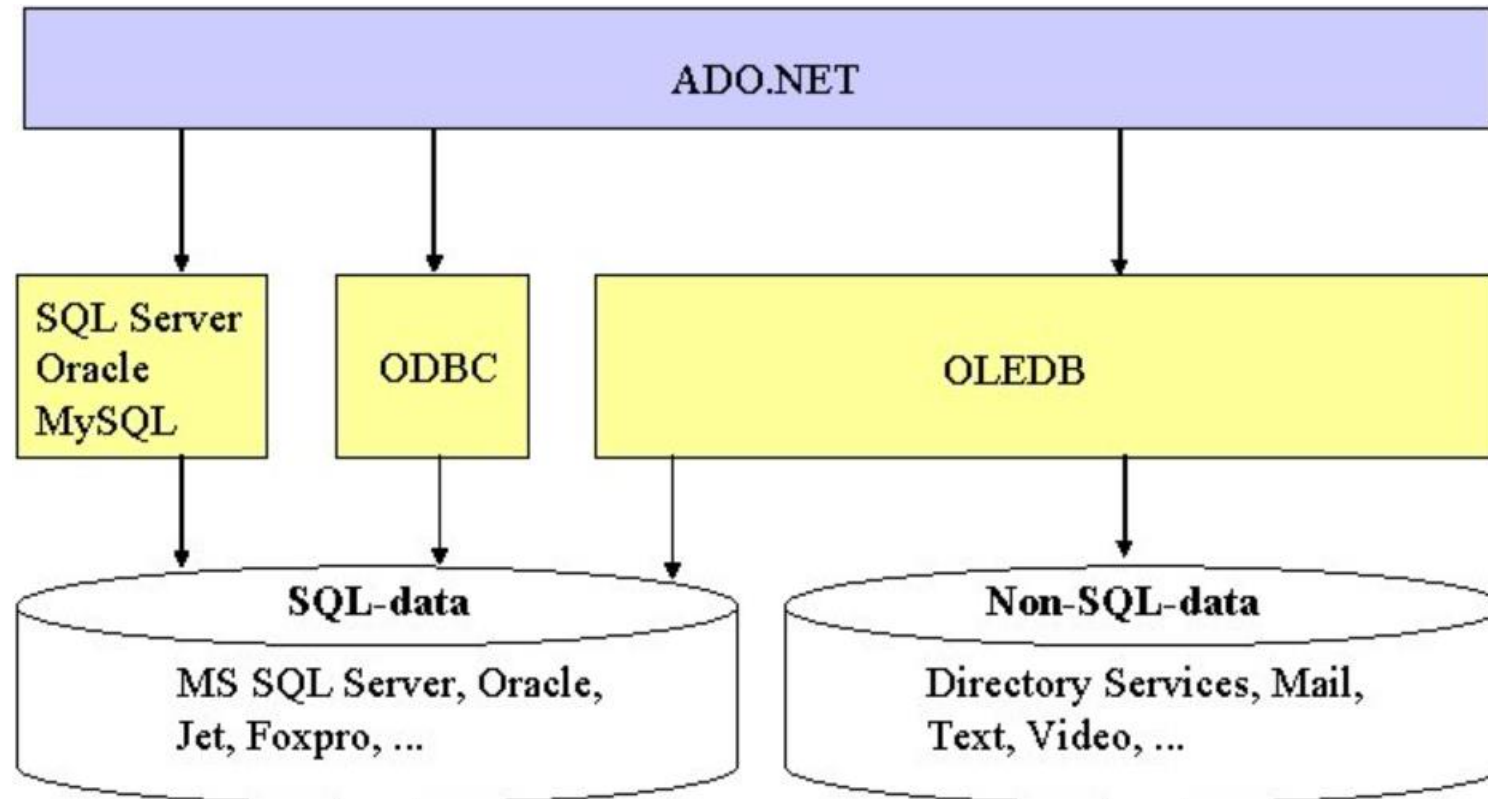 ADO.NET
SQL Server
Oracle
MySQL
ODBC
OLEDB
SQL-data
MS SQL Server, Oracle,
Jet, Foxpro, ...
Non-SQL-data
Directory Services, Mail,
Text, Video, ...